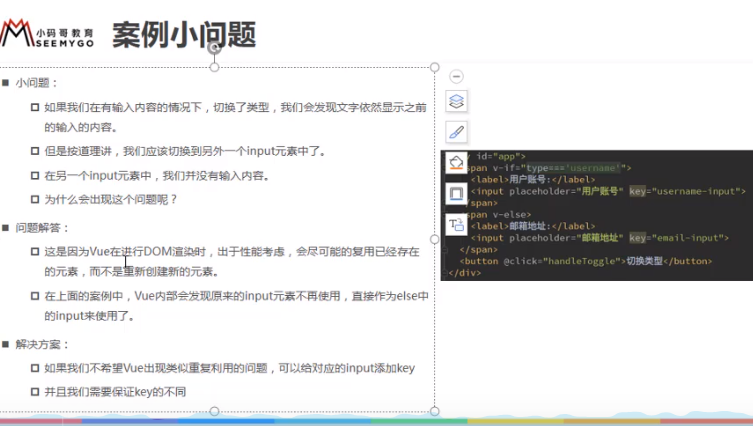 小码哥教育
SEEMYGO
案例小问题
小问题：
如果我们在有输入内容的情况下，切换了类型，我们会发现文字依然显示之前
的输入的内容。
但是按道理讲，我们应该切换到另外一个input元素中了。
在另一个input元素中，我们并没有输入内容。
为什么会出现这个问题呢？
问题解答：
这是因为Vue在进行DOM渲染时，出于性能考虑，会尽可能的复用已经存在
的元素，而不是重新创建新的元素。
在上面的案例中，Vue内部会发现原来的input元素不再使用，直接作为else中
的input来使用了。
解决方案：
如果我们不希望Vue出现类似重复利用的问题，可以给对应的input添加key
并且我们需要保证key的不同
id="app">
span v-if="type==='username'">
<label>用户账号:</label>
<input placeholder="用户账号" key="username-input">
span>
span v-else>
<label>邮箱地址:</label>
<input placeholder="邮箱地址" key="email-input">
</span>
<button @click="handleToggle">切换类型</button>
</div>